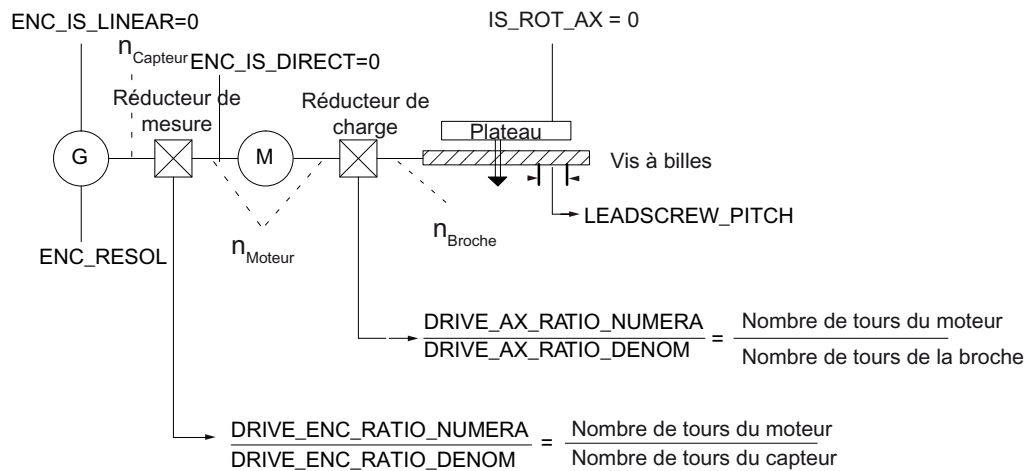 ENC_IS_LINEAR=0
IS_ROT_AX = 0
nCapteur
ENC_IS_DIRECT=0
Réducteur de
mesure
Réducteur de
charge
Plateau
G
M
Vis à billes
LEADSCREW_PITCH
nBroche
nMoteur
ENC_RESOL
DRIVE_AX_RATIO_NUMERA
DRIVE_AX_RATIO_DENOM
=
Nombre de tours du moteur
Nombre de tours de la broche
DRIVE_ENC_RATIO_NUMERA
DRIVE_ENC_RATIO_DENOM
=
Nombre de tours du moteur
Nombre de tours du capteur